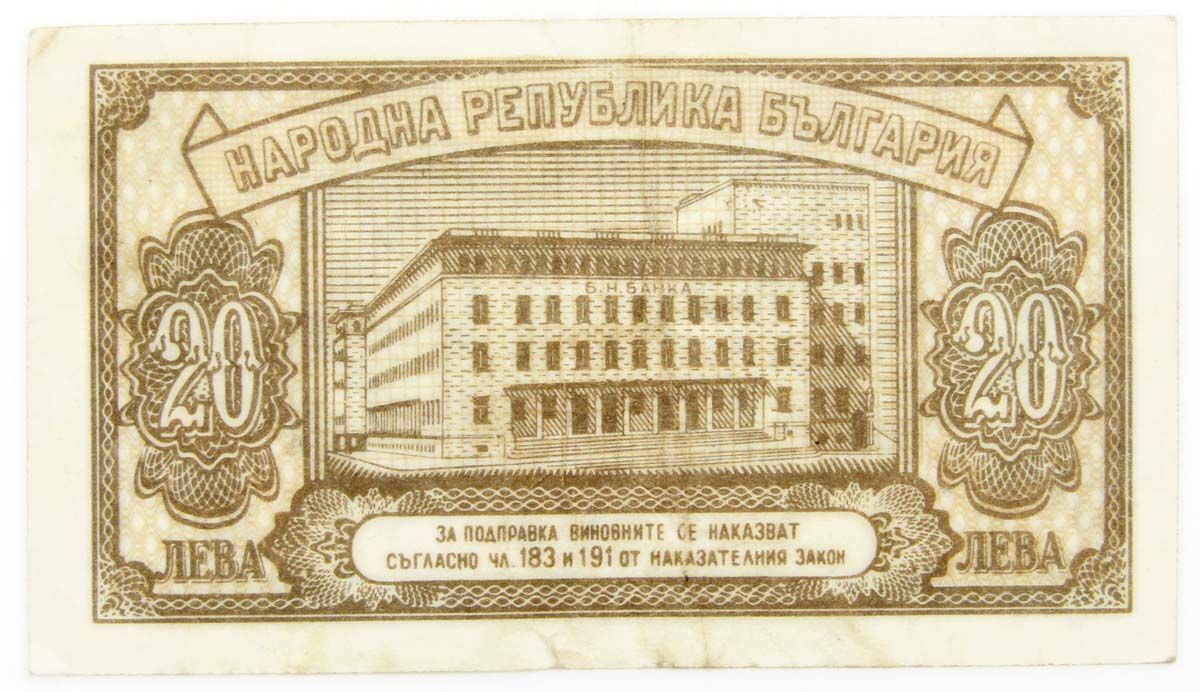 НАРОДНА РЕПУБЛИКА БЪЛГАРИЯ
Б.Н.БАНКА
20
20
ЛЕВА
ЛЕВА
ЗА ПОДПРАВКА ВИНОВНИТЕ СЕ НАКАЗВАТ
СЪГЛАСНО ЧЛ. 183 И 191 ОТ НАКАЗАТЕЛНИЯ ЗАКОН